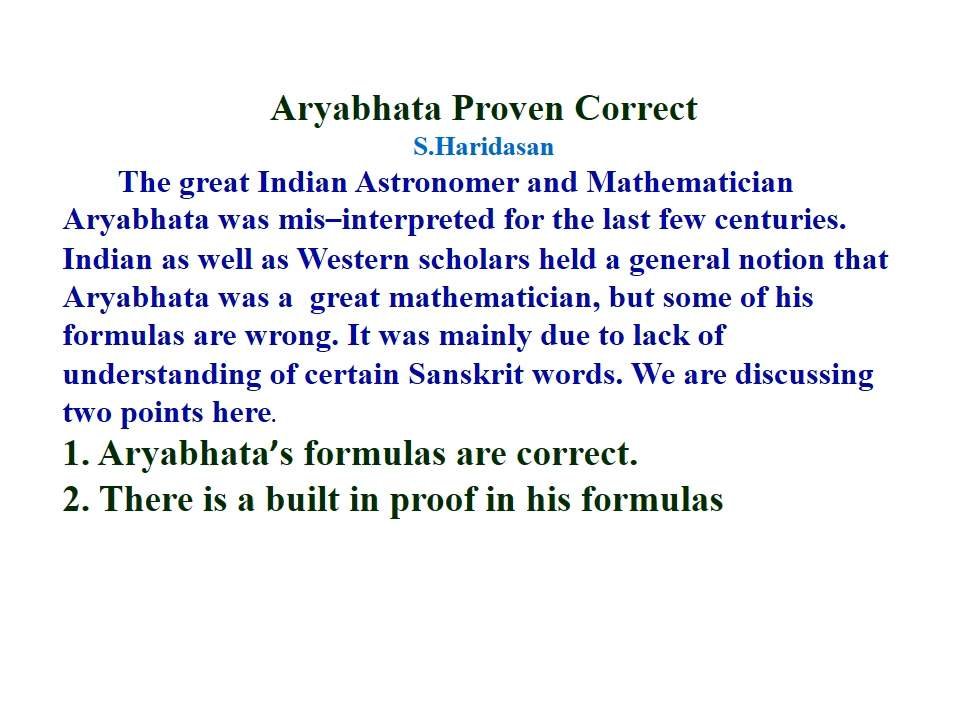 Aryabhata Proven Correct
S.Haridasan
The great Indian Astronomer and Mathematician
Aryabhata was mis–interpreted for the last few centuries.
Indian as well as Western scholars held a general notion that
Aryabhata was a  great mathematician, but some of his
formulas are wrong. It was mainly due to lack of
understanding of certain Sanskrit words. We are discussing
two points here.
1. Aryabhata’s formulas are correct.
2. There is a built in proof in his formulas